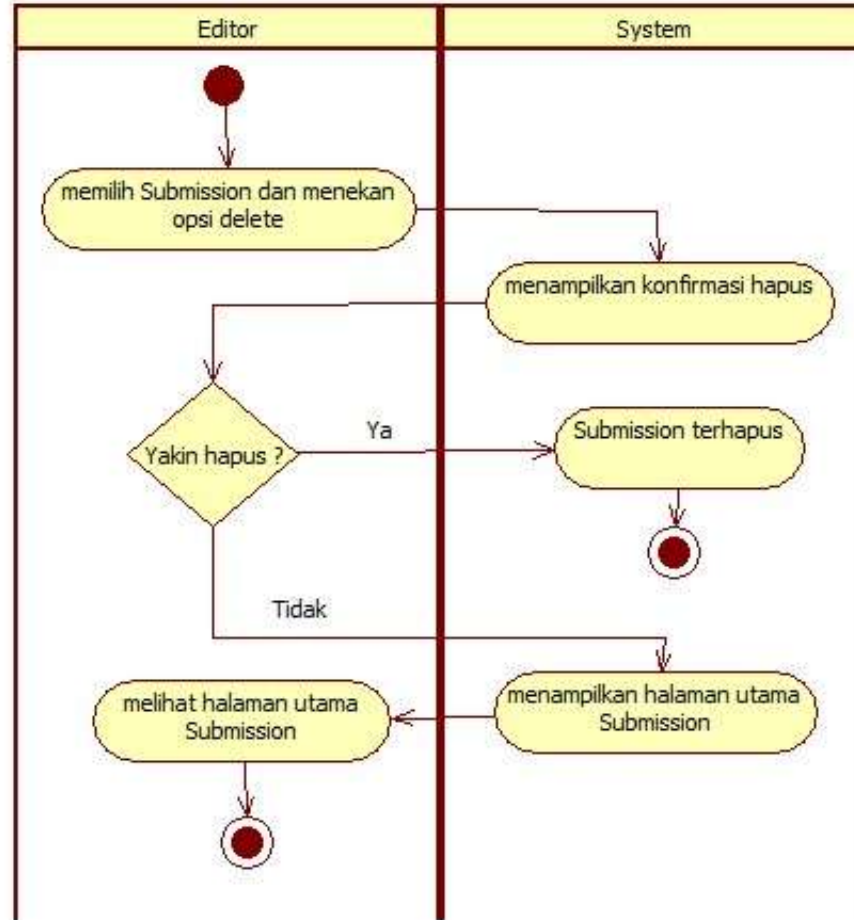 Editor
System
memilih Submission dan menekan
opsi delete
menampilkan konfirmasi hapus
Yakin hapus ?
Ya
Submission terhapus
Tidak
menampilkan halaman utama
Submission
melihat halaman utama
Submission